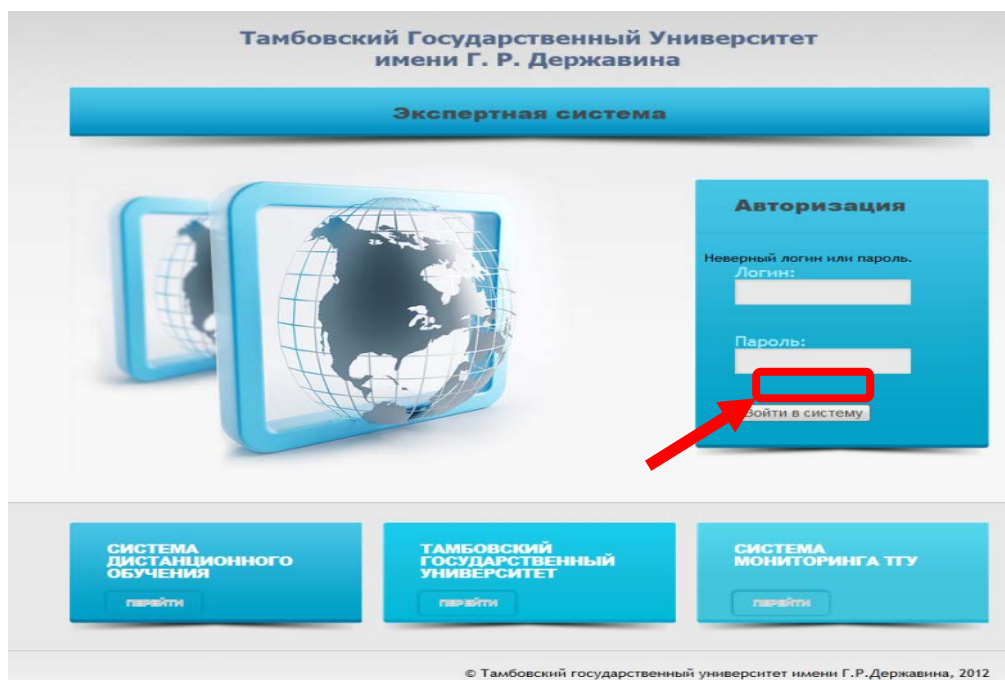 Тамбовский Государственный Университет
имени Г. Р. Державина
Экспертная система
Авторизация
Неверный логин или пароль.
Логин:
Пароль:
Войти в систему
СИСТЕМА
ДИСТАНЦИОННОГО
ОБУЧЕНИЯ
ПЕРЕЙТИ
ТАМБОВСКИЙ
ГОСУДАРСТВЕННЫЙ
УНИВЕРСИТЕТ
ПЕРЕЙТИ
СИСТЕМА
МОНИТОРИНГА ТГУ
ПЕРЕЙТИ
© Тамбовский государственный университет имени Г.Р.Державина, 2012